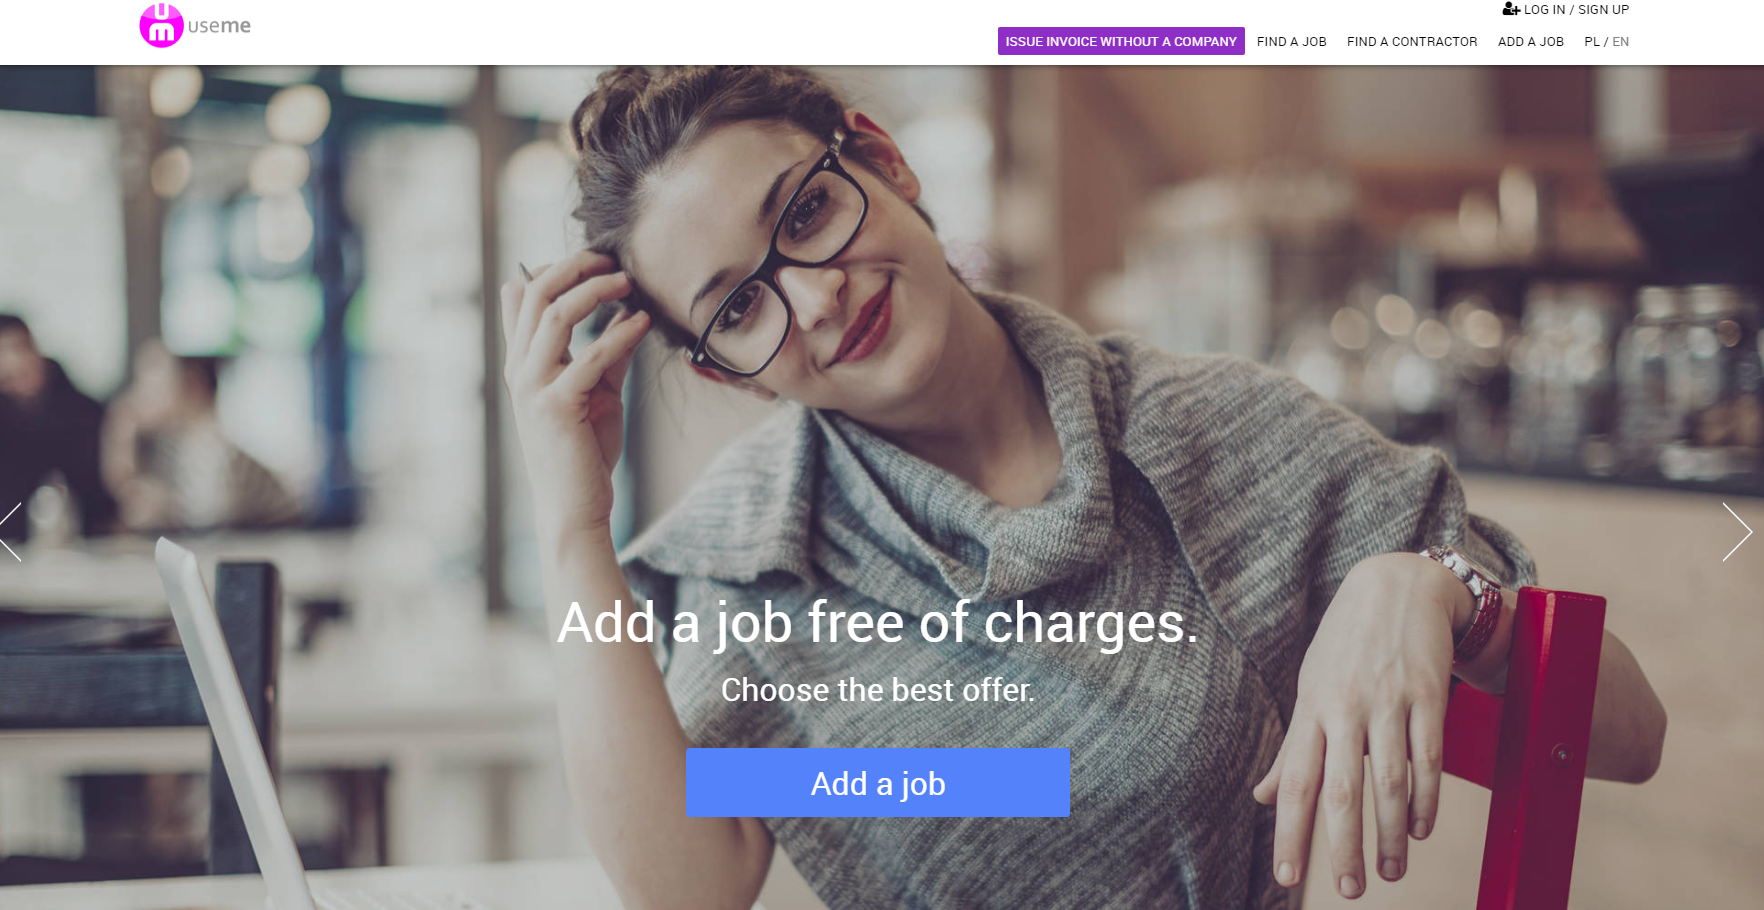 useme
LOG IN / SIGN UP
ISSUE INVOICE WITHOUT A COMPANY FIND A JOB FIND A CONTRACTOR ADD A JOB PL / EN
Add a job free of charges.
Choose the best offer.
Add a job